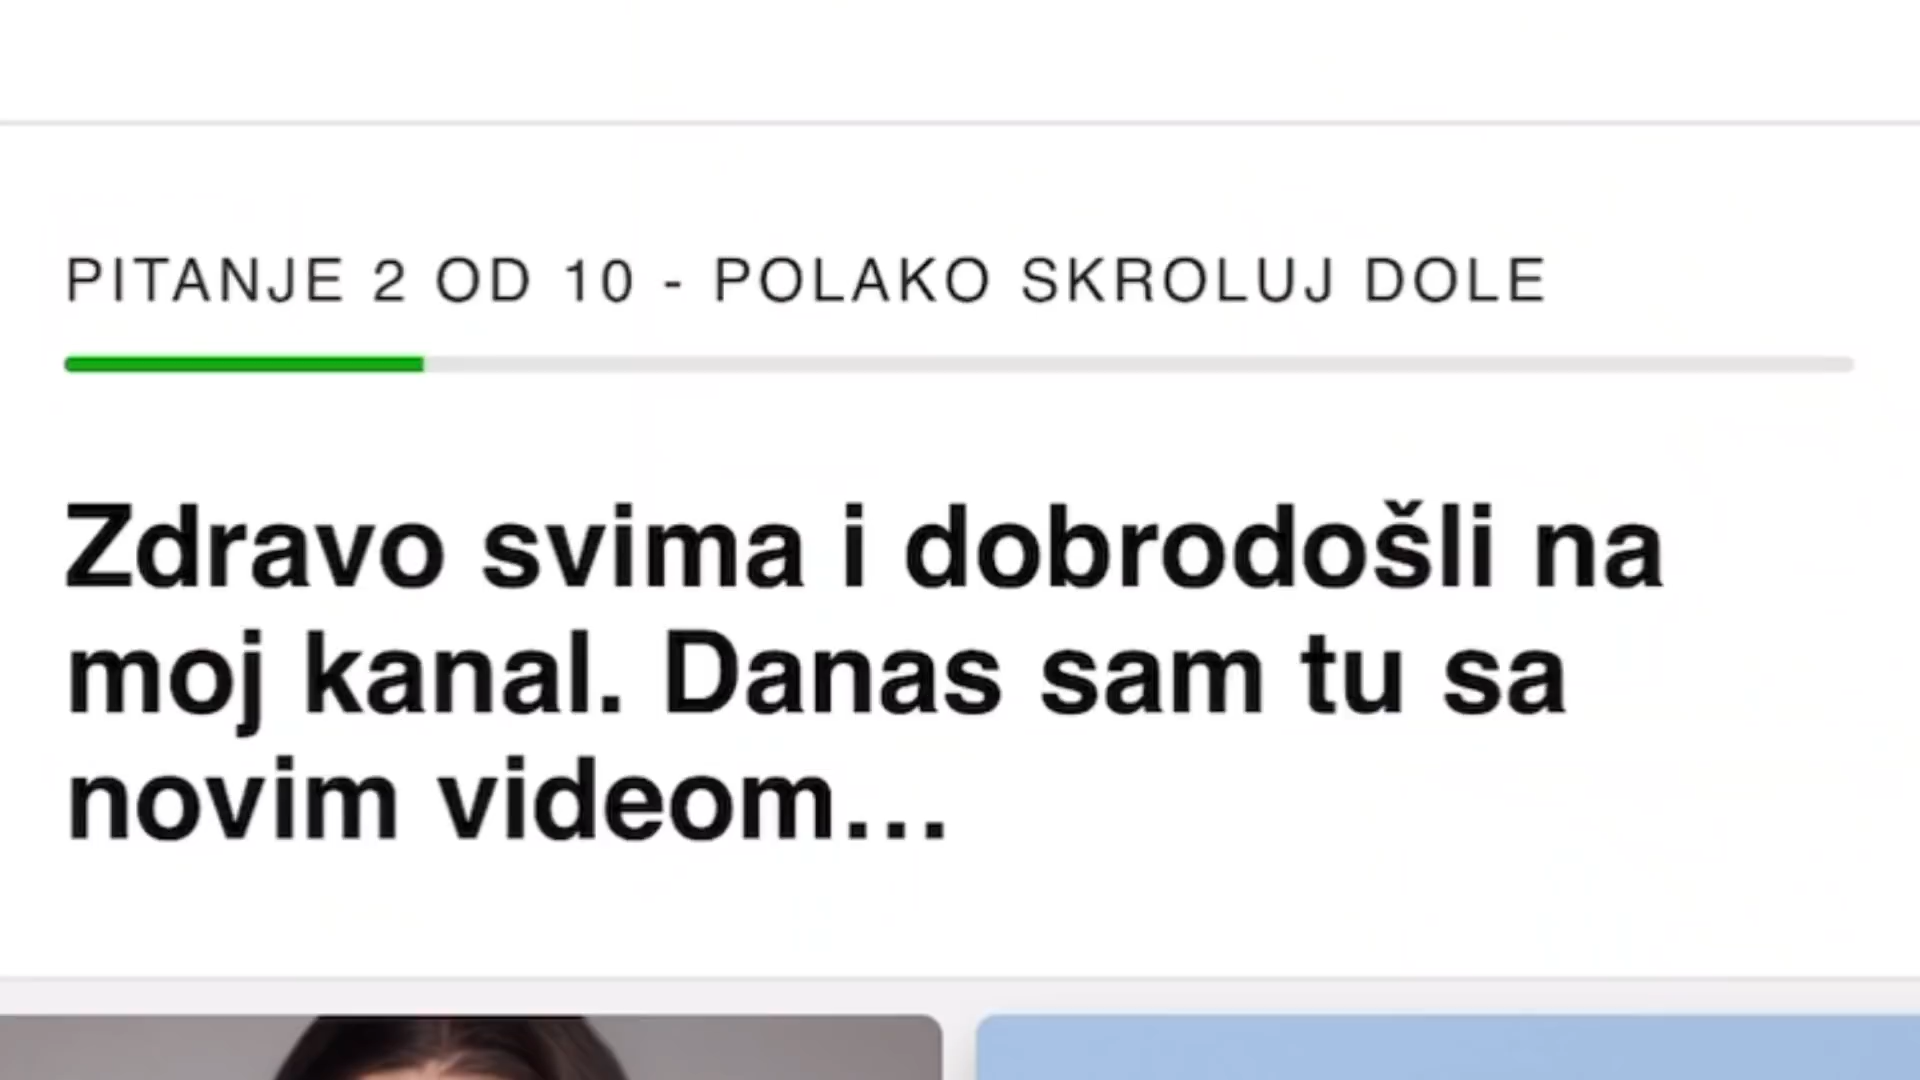 PITANJE 2 OD 10 - POLAKO SKROLUJ DOLE
Zdravo svima i dobrodošli na
moj kanal. Danas sam tu sa
novim videom...